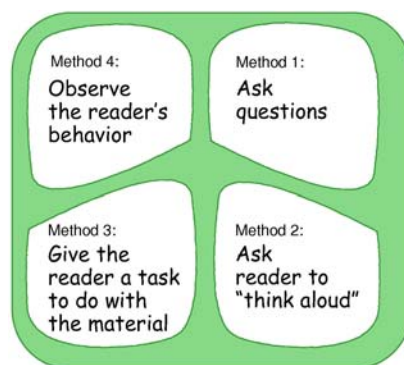 Method 4:
Observe
the reader's
behavior
Method 1:
Ask
questions
Method 3:
Give the
reader a task
to do with
the material
Method 2:
Ask
reader to
“think aloud”